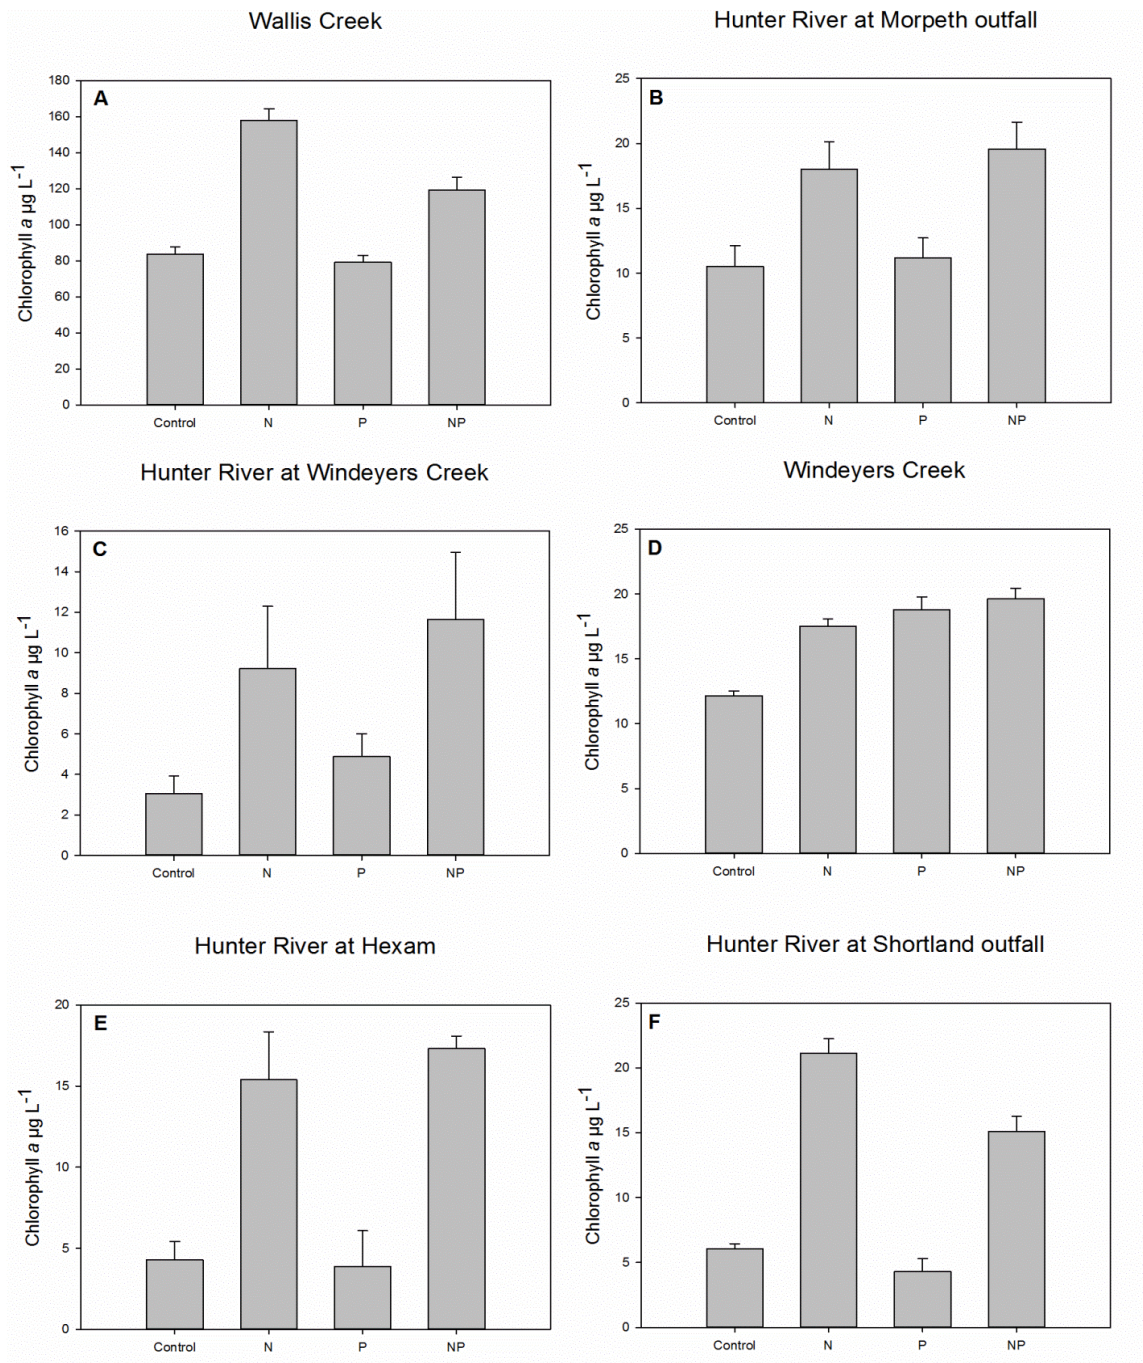 Wallis Creek
A
Chlorophyll a µg L-1
180
160
140
120
100
80
60
40
20
0
Control N P NP
Hunter River at Morpeth outfall
B
Chlorophyll a µg L-1
25
20
15
10
5
0
Control N P NP
Hunter River at Windeyers Creek
C
Chlorophyll a µg L-1
16
14
12
10
8
6
4
2
0
Control N P NP
Windeyers Creek
D
Chlorophyll a µg L-1
25
20
15
10
5
0
Control N P NP
Hunter River at Hexam
E
Chlorophyll a µg L-1
20
15
10
5
0
Control N P NP
Hunter River at Shortland outfall
F
Chlorophyll a µg L-1
25
20
15
10
5
0
Control N P NP